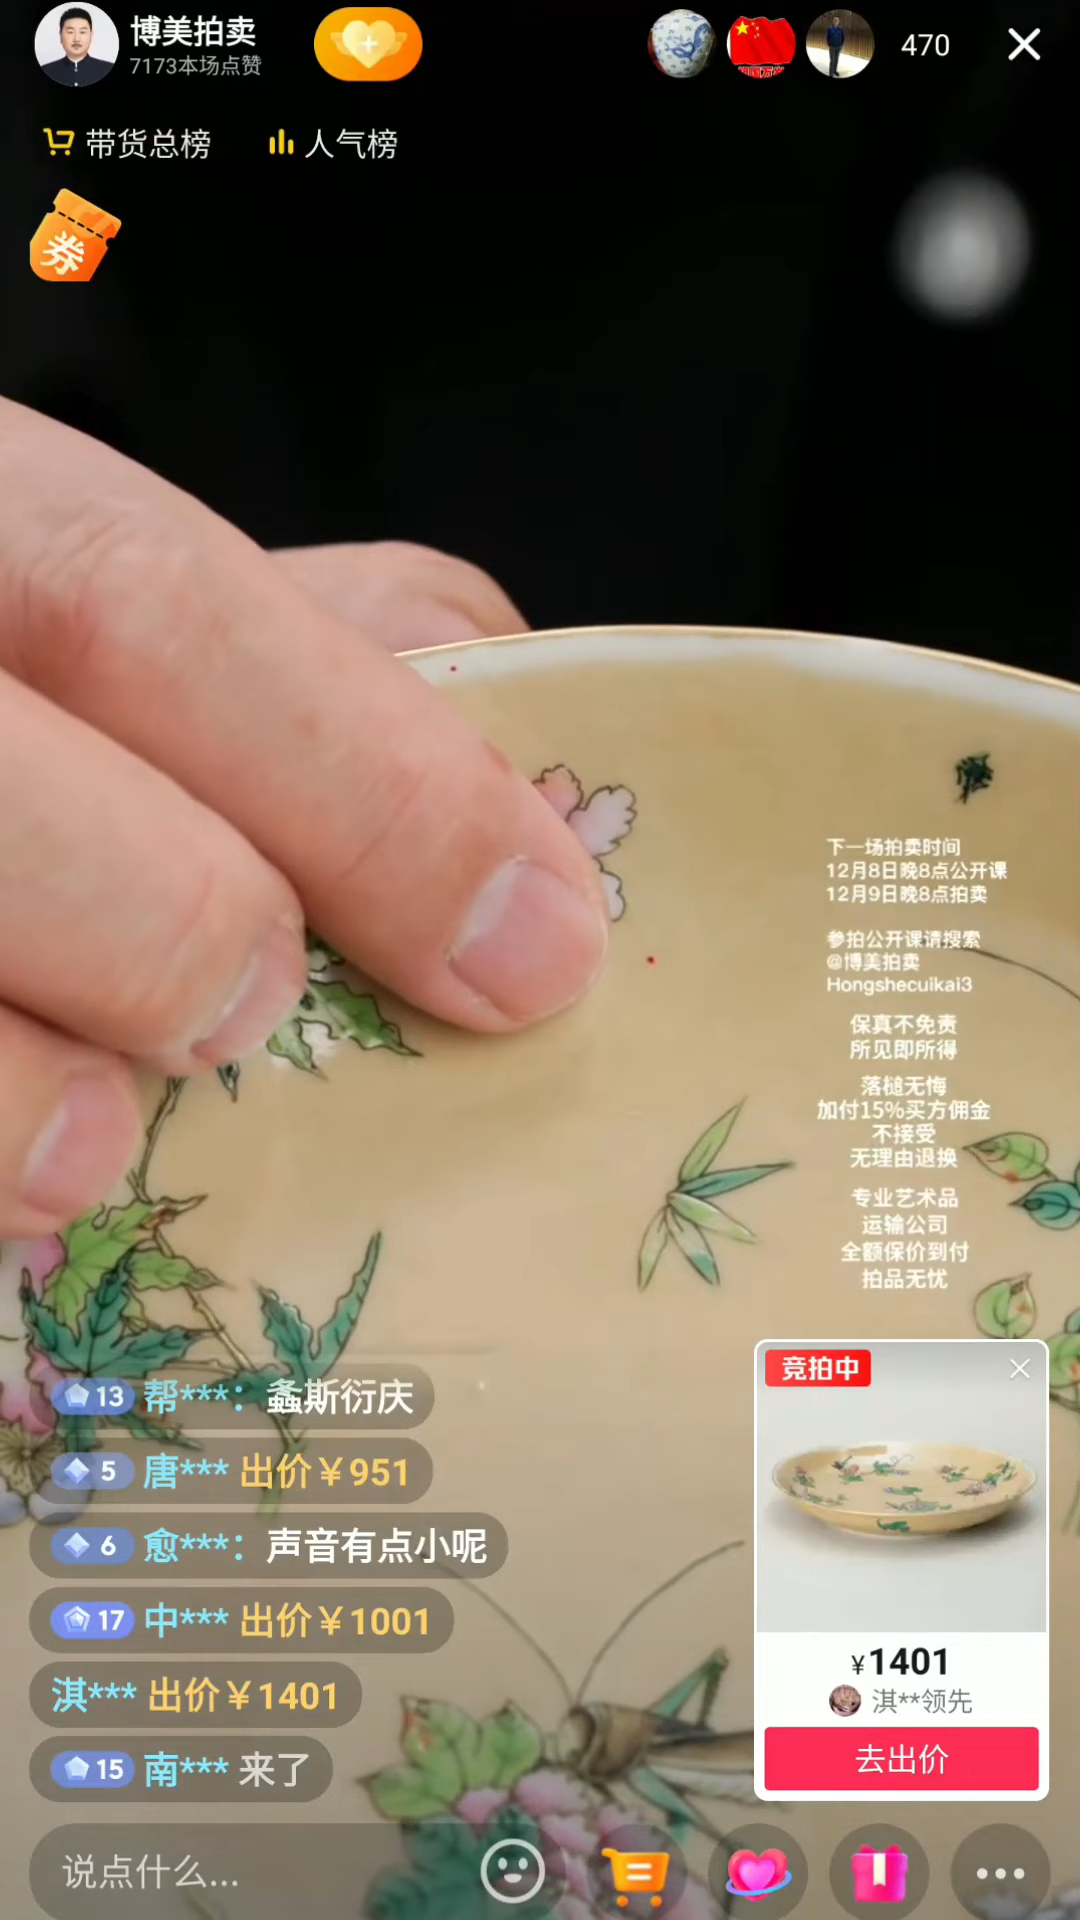 博美拍卖
7173本场点赞
470
带货总榜
人气榜
券
下一场拍卖时间
12月8日晚8点公开课
12月9日晚8点拍卖
参拍公开课请搜索
@博美拍卖
Hongshecuikai3
保真不免责
所见即所得
落槌无悔
加付15%买方佣金
不接受
无理由退换
专业艺术品
运输公司
全额保价到付
拍品无忧
13 帮***：螽斯衍庆
5 唐*** 出价￥951
6 愈***：声音有点小呢
17 中*** 出价￥1001
淇*** 出价￥1401
15 南*** 来了
竞拍中
¥1401
淇**领先
去出价
说点什么...